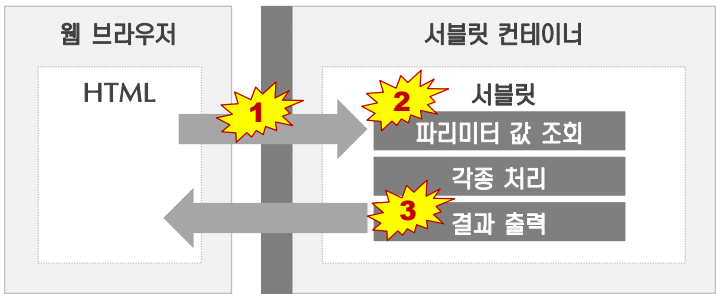 웹 브라우저
서블릿 컨테이너
HTML
1
2
서블릿
파리미터 값 조회
각종 처리
3
결과 출력